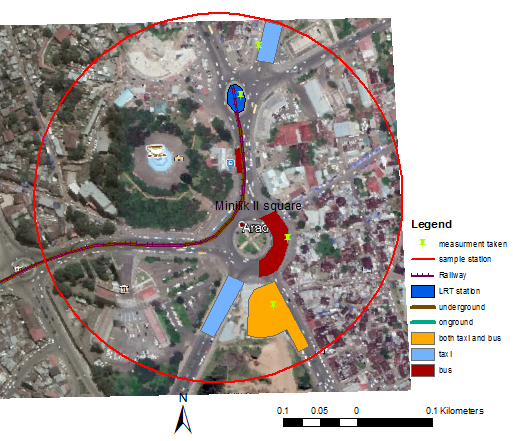 Minilik II square
Arad
Legend
measurment taken
sample station
Railway
LRT station
underground
onground
both taxi and bus
taxi
bus
N
0.1 0.05 0 0.1 Kilometers